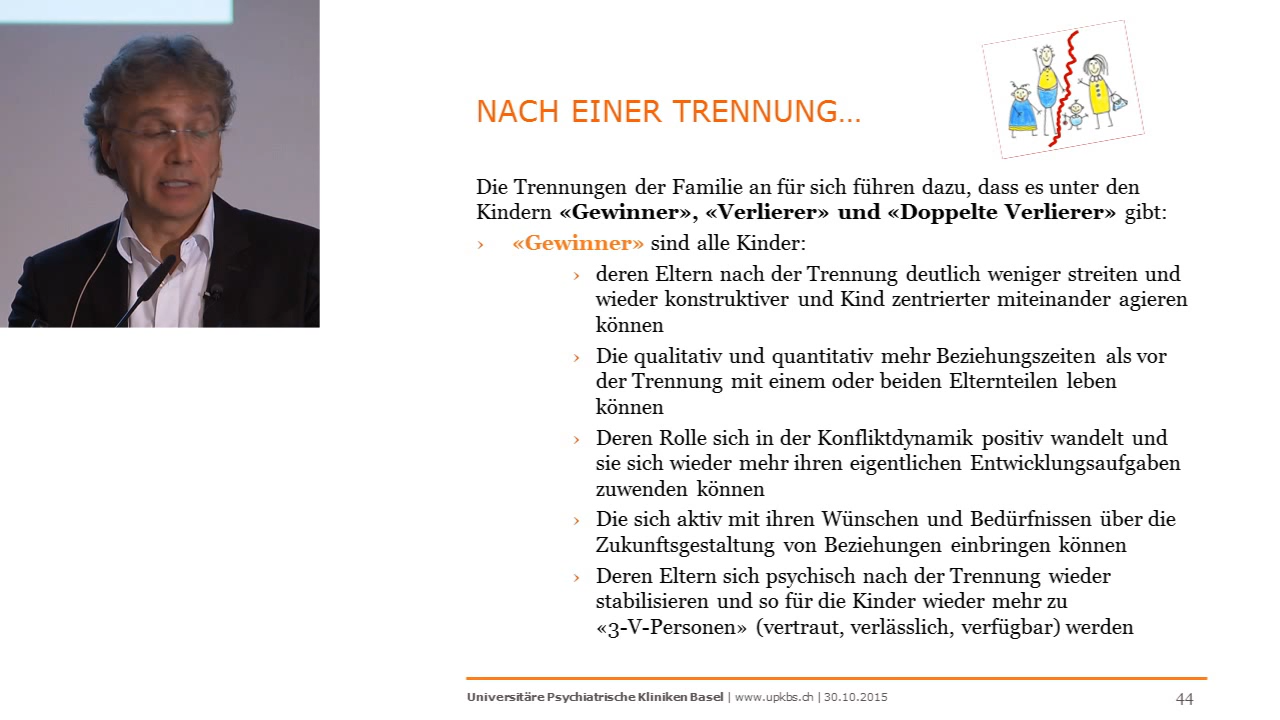 NACH EINER TRENNUNG…
Die Trennungen der Familie an für sich führen dazu, dass es unter den
Kindern «Gewinner», «Verlierer» und «Doppelte Verlierer» gibt:
› «Gewinner» sind alle Kinder:
› deren Eltern nach der Trennung deutlich weniger streiten und
wieder konstruktiver und Kind zentrierter miteinander agieren
können
› Die qualitativ und quantitativ mehr Beziehungszeiten als vor
der Trennung mit einem oder beiden Elternteilen leben
können
› Deren Rolle sich in der Konfliktdynamik positiv wandelt und
sie sich wieder mehr ihren eigentlichen Entwicklungsaufgaben
zuwenden können
› Die sich aktiv mit ihren Wünschen und Bedürfnissen über die
Zukunftsgestaltung von Beziehungen einbringen können
› Deren Eltern sich psychisch nach der Trennung wieder
stabilisieren und so für die Kinder wieder mehr zu
«3-V-Personen» (vertraut, verlässlich, verfügbar) werden
Universitäre Psychiatrische Kliniken Basel | www.upkbs.ch | 30.10.2015
44